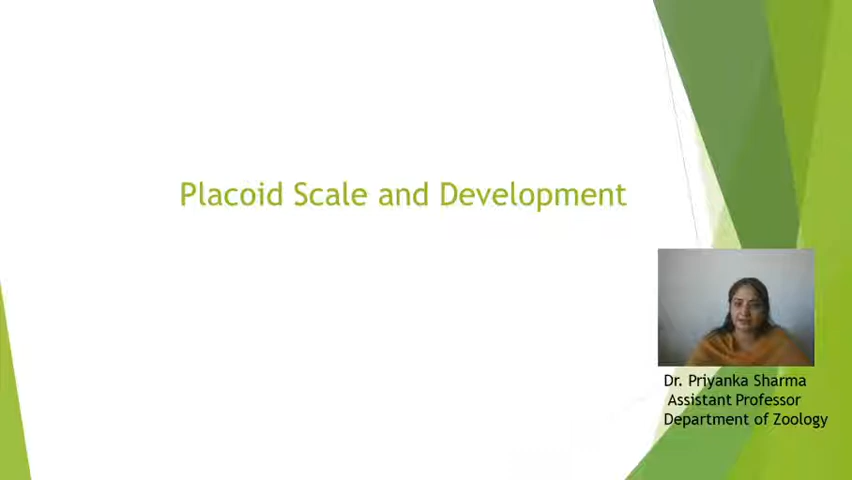 Placoid Scale and Development
Dr. Priyanka Sharma
Assistant Professor
Department of Zoology